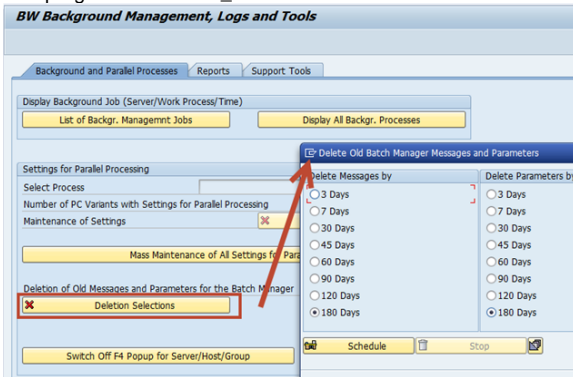 BW Background Management, Logs and Tools
Background and Parallel Processes
Reports
Support Tools
Display Background Job (Server/Work Process/Time)
List of Backgr. Managemnt Jobs
Display All Backgr. Processes
Delete Old Batch Manager Messages and Parameters
Settings for Parallel Processing
Select Process
Number of PC Variants with Settings for Parallel Processing
Maintenance of Settings
Mass Maintenance of All Settings for Para
Deletion of Old Messages and Parameters for the Batch Manager
Deletion Selections
Switch Off F4 Popup for Server/Host/Group
Delete Messages by
3 Days
7 Days
30 Days
45 Days
60 Days
90 Days
120 Days
180 Days
Delete Parameters by
3 Days
7 Days
30 Days
45 Days
60 Days
90 Days
120 Days
180 Days
Schedule
Stop